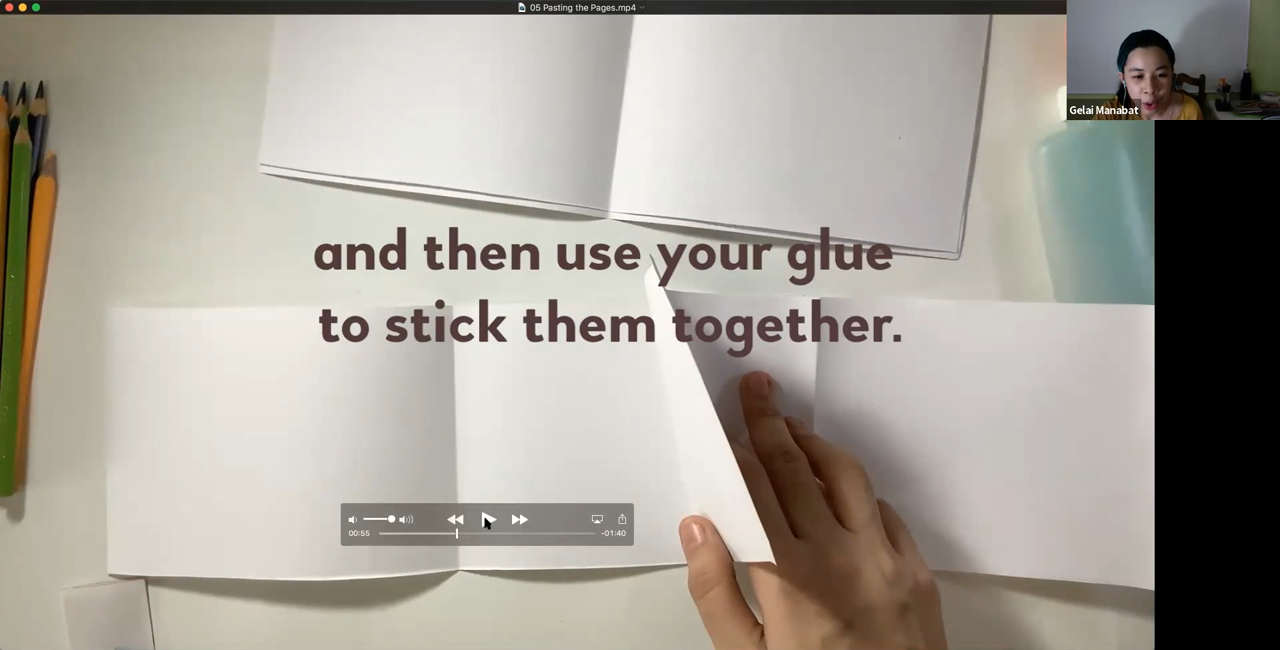 05 Pasting the Pages.mp4
Gelai Manabat
and then use your glue
to stick them together.
00:55
-01:40